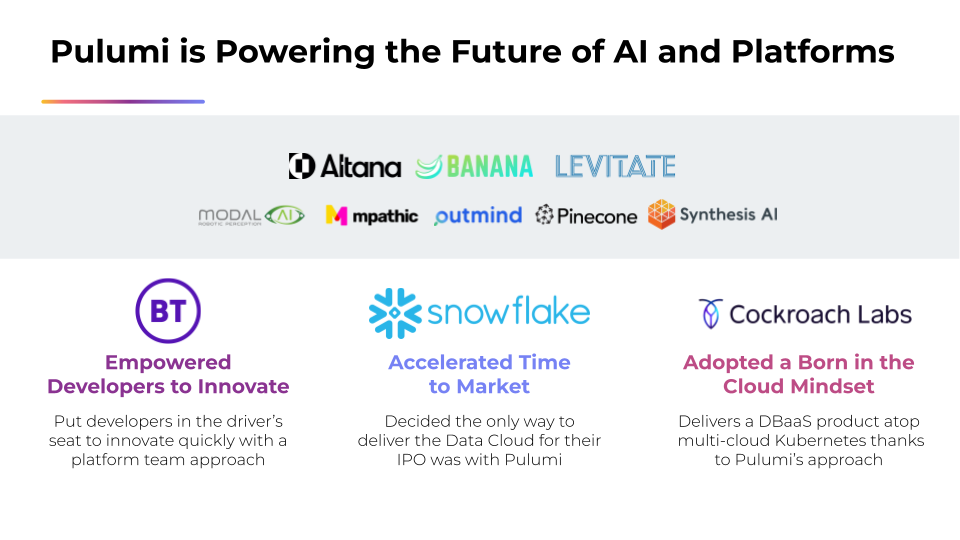 Pulumi is Powering the Future of AI and Platforms
Altana BANANA LEVITATE
MODAL AI mpathic outmind Pinecone Synthesis AI
ROBOTIC PERCEPTION
BT snowflake Cockroach Labs
Empowered
Developers to Innovate
Put developers in the driver’s
seat to innovate quickly with a
platform team approach
Accelerated Time
to Market
Decided the only way to
deliver the Data Cloud for their
IPO was with Pulumi
Adopted a Born in the
Cloud Mindset
Delivers a DBaaS product atop
multi-cloud Kubernetes thanks
to Pulumi’s approach